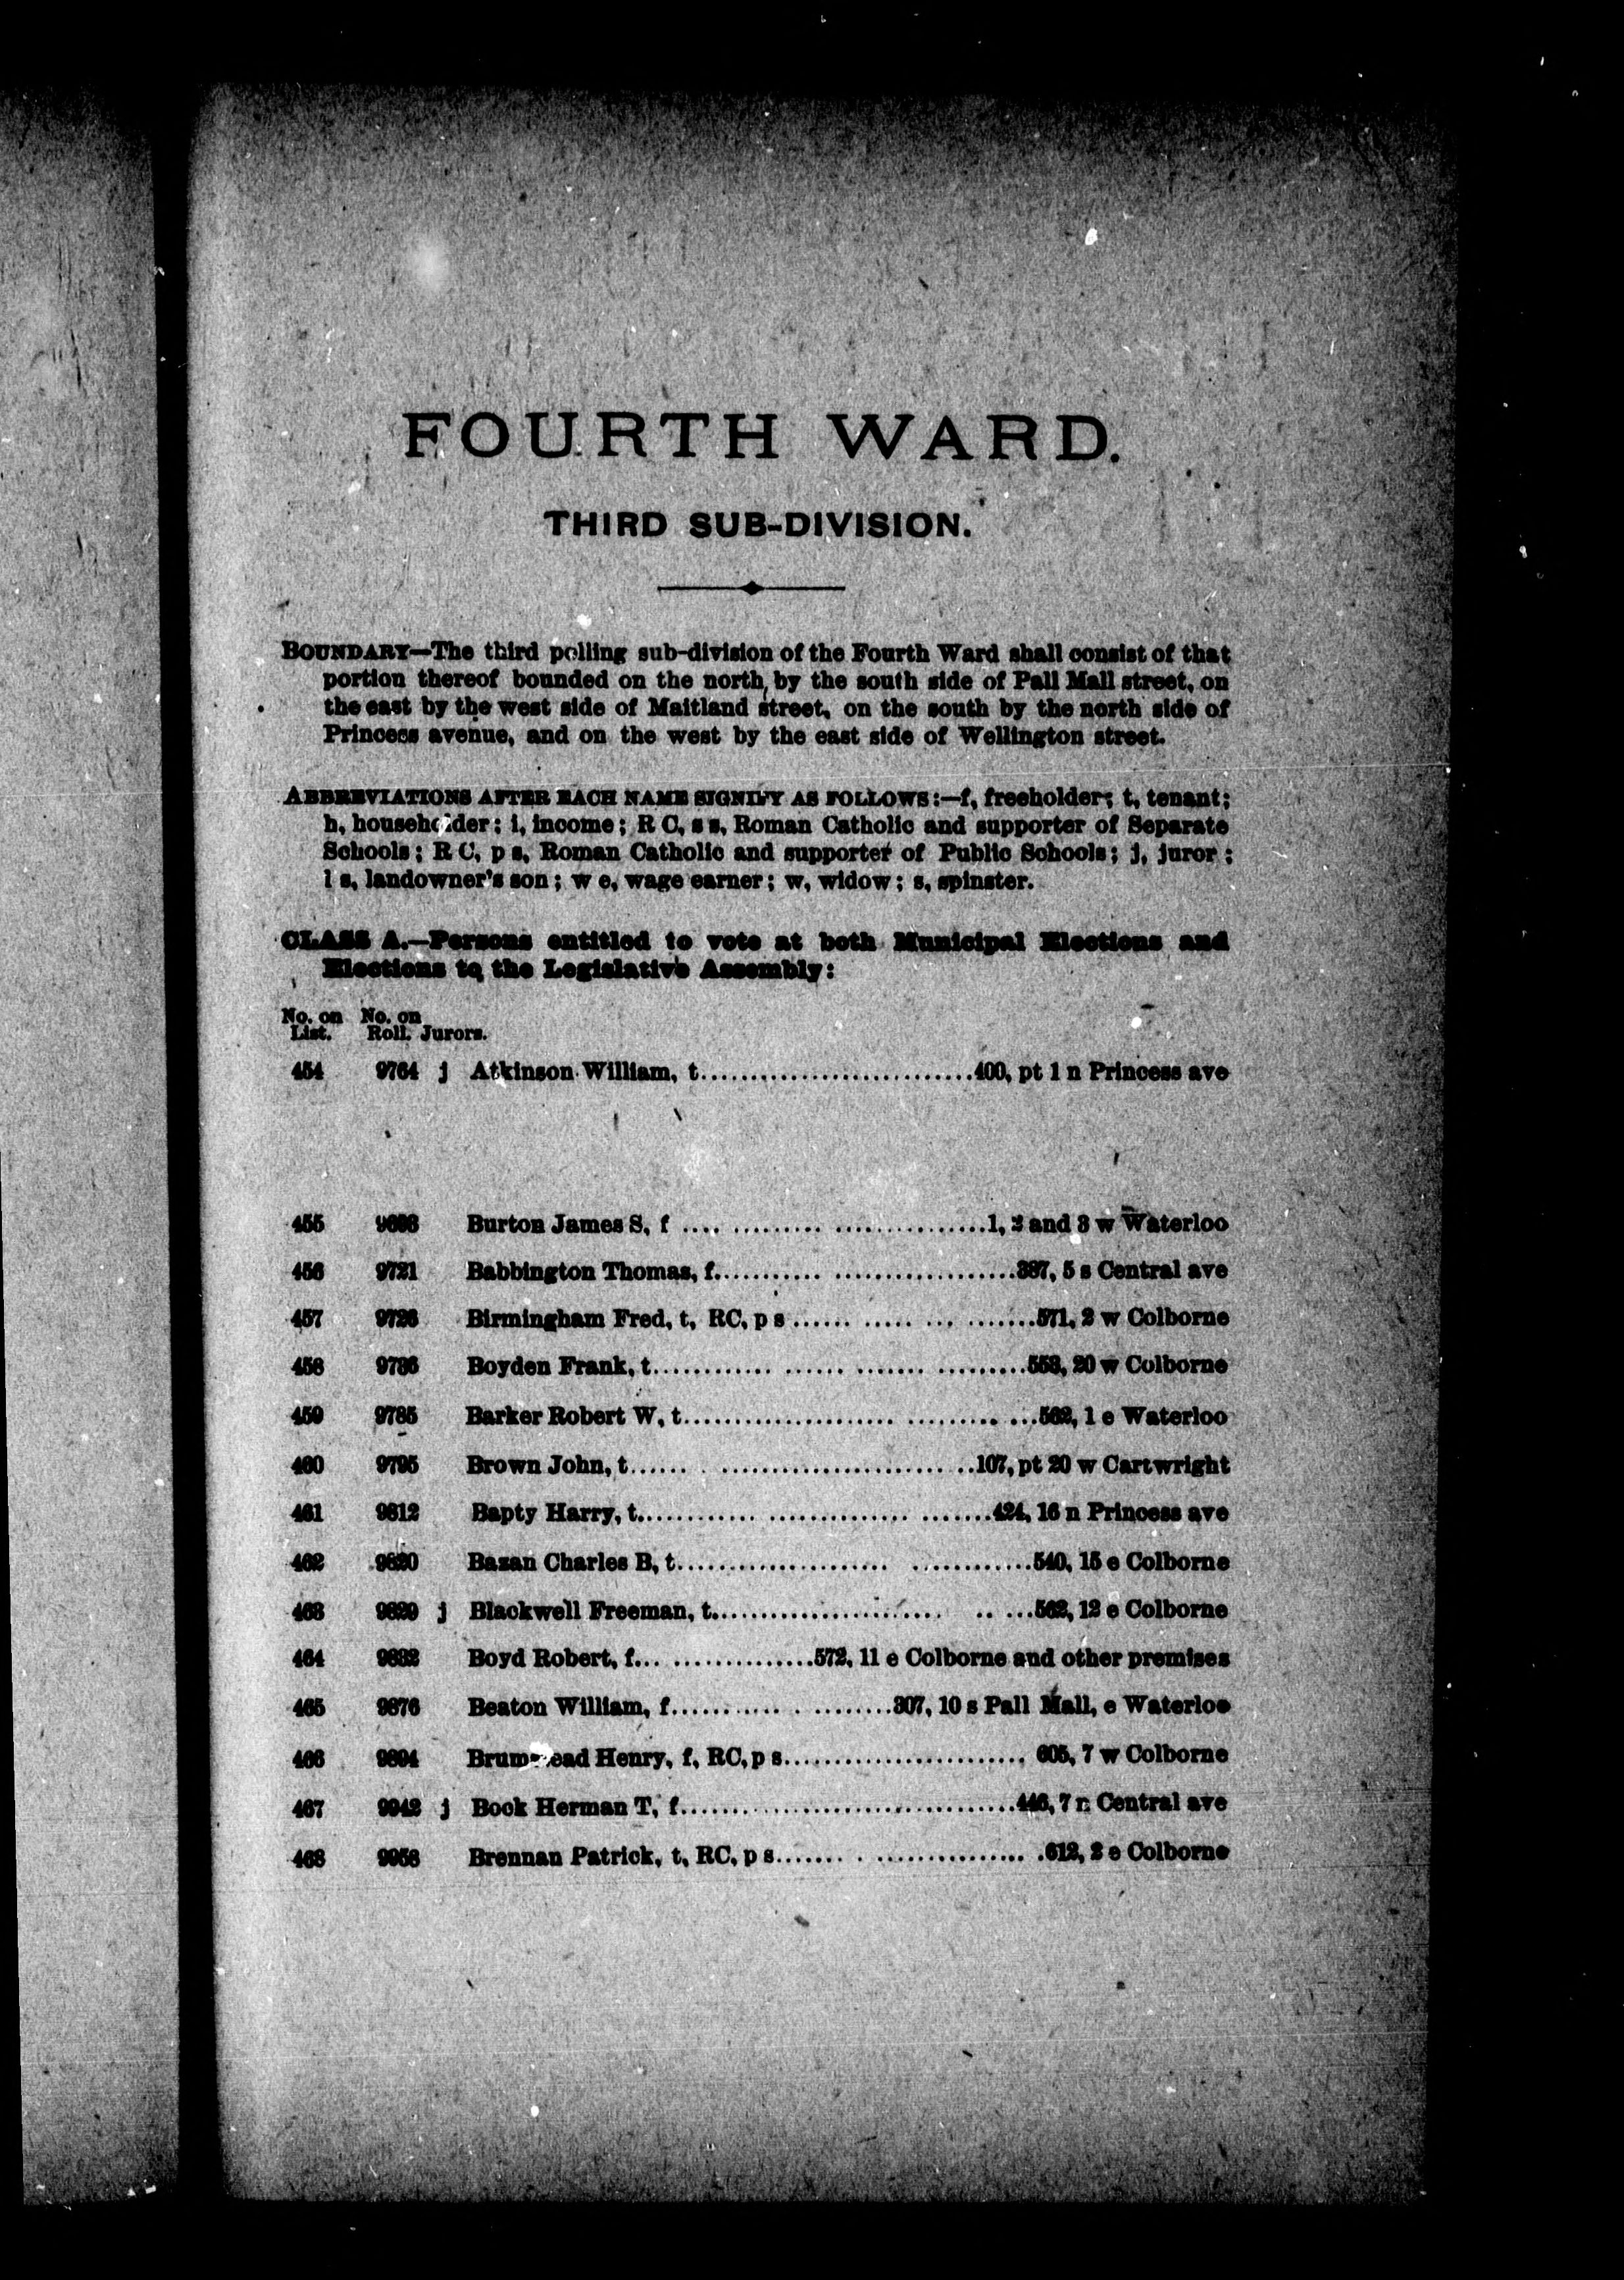 FOURTH WARD.
THIRD SUB-DIVISION.
BOUNDARY—The third polling sub-division of the Fourth Ward shall consist of that
portion thereof bounded on the north by the south side of Pall Mall street, on
the east by the west side of Maitland street, on the south by the north side of
Princess avenue, and on the west by the east side of Wellington street.
ABBREVIATIONS AFTER EACH NAME SIGNIFY AS FOLLOWS:—f, freeholder; t, tenant;
h, householder; i, income; R C, s s, Roman Catholic and supporter of Separate
Schools; R C, p s, Roman Catholic and supporter of Public Schools; j, juror;
l s, landowner's son; w e, wage earner; w, widow; s, spinster.
CLASS A.—Persons entitled to vote at both Municipal Elections and
Elections to the Legislative Assembly:
No. on No. on
List. Roll. Jurors.
454 9764 j Atkinson William, t...........................400, pt 1 n Princess ave
455 Burton James S, f .... ......... ...............1, 2 and 3 w Waterloo
456 9721 Babbington Thomas, f........... ..................387, 5 s Central ave
457 9726 Birmingham Fred, t, RC, p s...... ..... ... .......571, 2 w Colborne
458 9736 Boyden Frank, t............ ...... ....... .........553, 20 w Colborne
459 9785 Barker Robert W, t..................... ......... ...562, 1 e Waterloo
460 9795 Brown John, t...... . ....................... ..107, pt 20 w Cartwright
461 9812 Bapty Harry, t............ .............. .......424, 16 n Princess ave
462 9820 Bazan Charles B, t..................... ............540, 15 e Colborne
463 9829 j Blackwell Freeman, t....................... .. ...562, 12 e Colborne
464 9832 Boyd Robert, f... ..............572, 11 e Colborne and other premises
465 9876 Beaton William, f........... . ........307, 10 s Pall Mall, e Waterloo
466 9894 Henry, f, RC, p s........................ 605, 7 w Colborne
467 9942 j Book Herman T, f.................................446, 7 n Central ave
468 9956 Brennan Patrick, t, RC, p s....... . ............... .612, 2 e Colborne